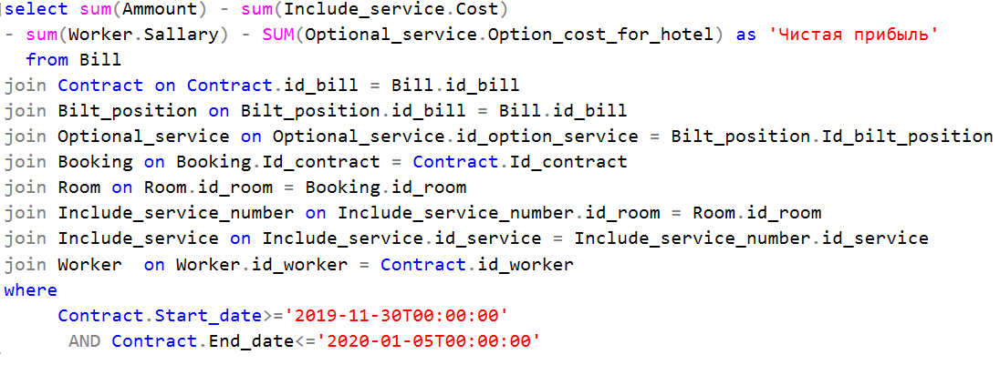 select sum(Ammount) - sum(Include_service.Cost)
- sum(Worker.Sallary) - SUM(Optional_service.Option_cost_for_hotel) as 'Чистая прибыль'
from Bill
join Contract on Contract.id_bill = Bill.id_bill
join Bilt_position on Bilt_position.id_bill = Bill.id_bill
join Optional_service on Optional_service.id_option_service = Bilt_position.Id_bilt_position
join Booking on Booking.Id_contract = Contract.Id_contract
join Room on Room.id_room = Booking.id_room
join Include_service_number on Include_service_number.id_room = Room.id_room
join Include_service on Include_service.id_service = Include_service_number.id_service
join Worker  on Worker.id_worker = Contract.id_worker
where
Contract.Start_date>='2019-11-30T00:00:00'
AND Contract.End_date<='2020-01-05T00:00:00'